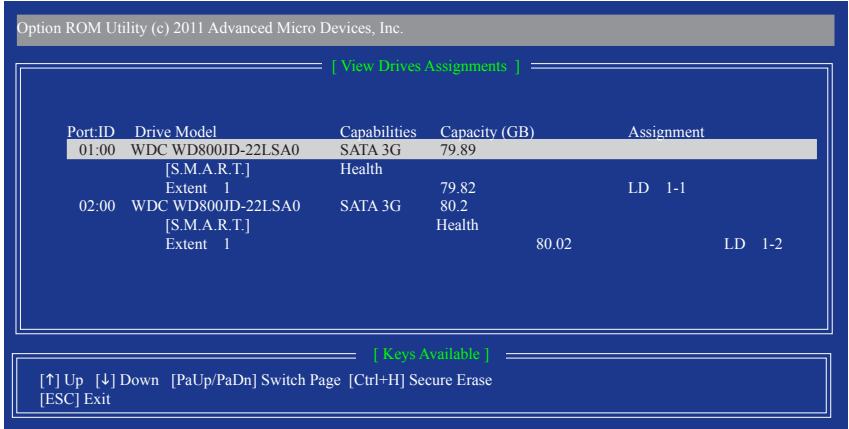 Option ROM Utility (c) 2011 Advanced Micro Devices, Inc.
[ View Drives Assignments ]
Port:ID Drive Model Capabilities Capacity (GB) Assignment
01:00 WDC WD800JD-22LSA0 SATA 3G 79.89
[S.M.A.R.T.] Health
Extent 1 79.82 LD 1-1
02:00 WDC WD800JD-22LSA0 SATA 3G 80.2
[S.M.A.R.T.] Health
Extent 1 80.02 LD 1-2
[ Keys Available ]
[↑] Up [↓] Down [PaUp/PaDn] Switch Page [Ctrl+H] Secure Erase
[ESC] Exit